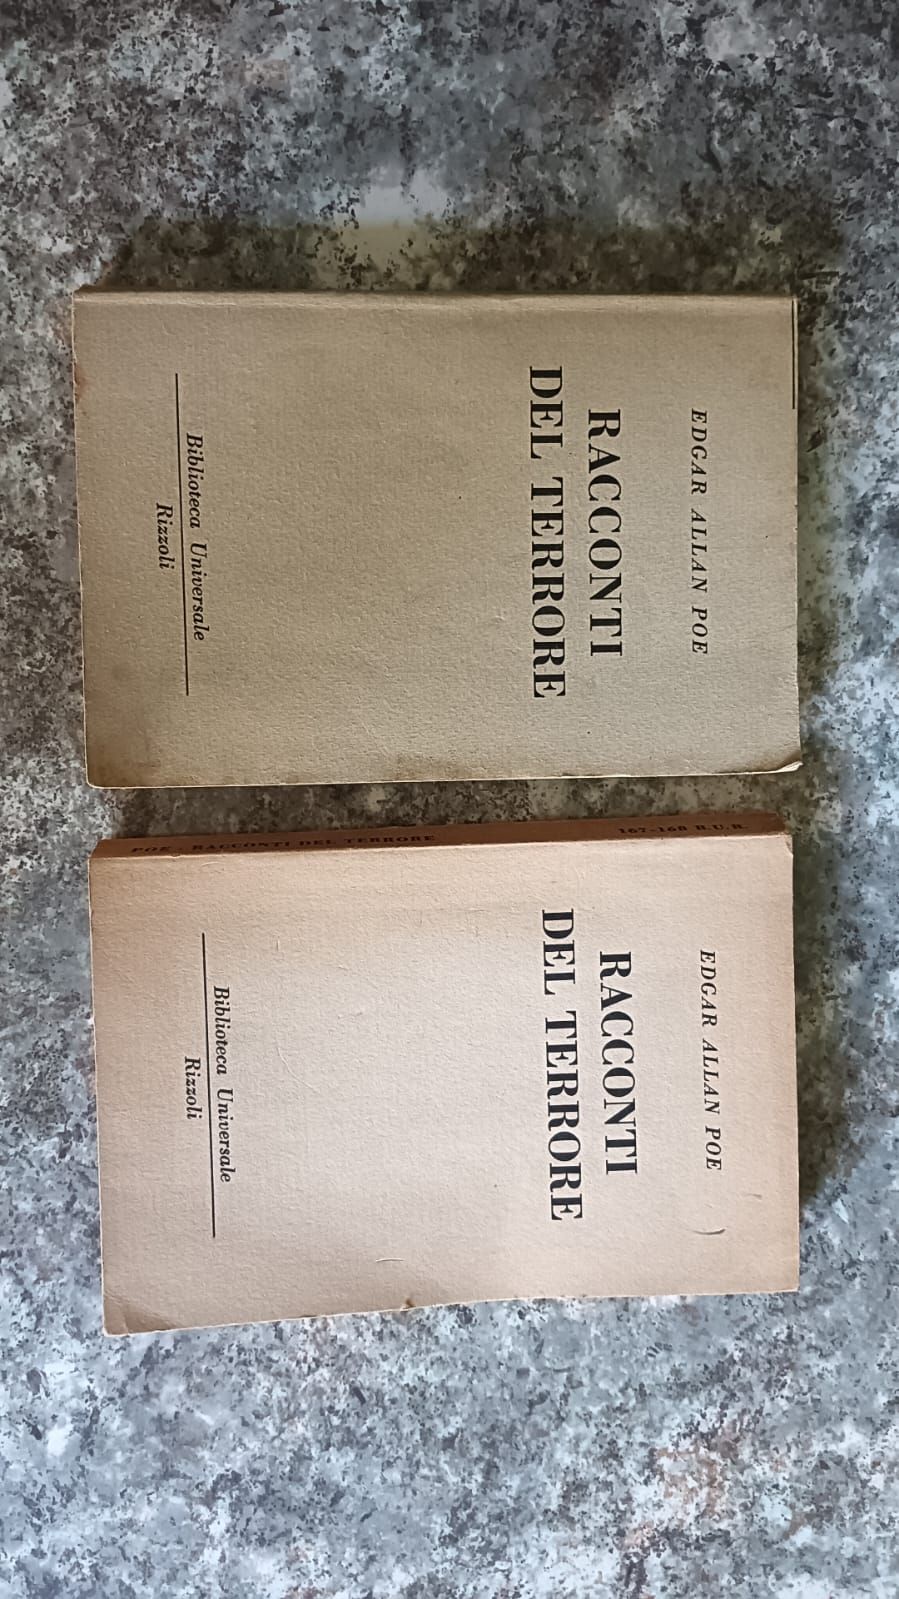 EDGAR ALLAN POE
RACCONTI
DEL TERRORE
Biblioteca Universale
Rizzoli
POE - RACCONTI DEL TERRORE
167-168 B.U.R.
EDGAR ALLAN POE
RACCONTI
DEL TERRORE
Biblioteca Universale
Rizzoli